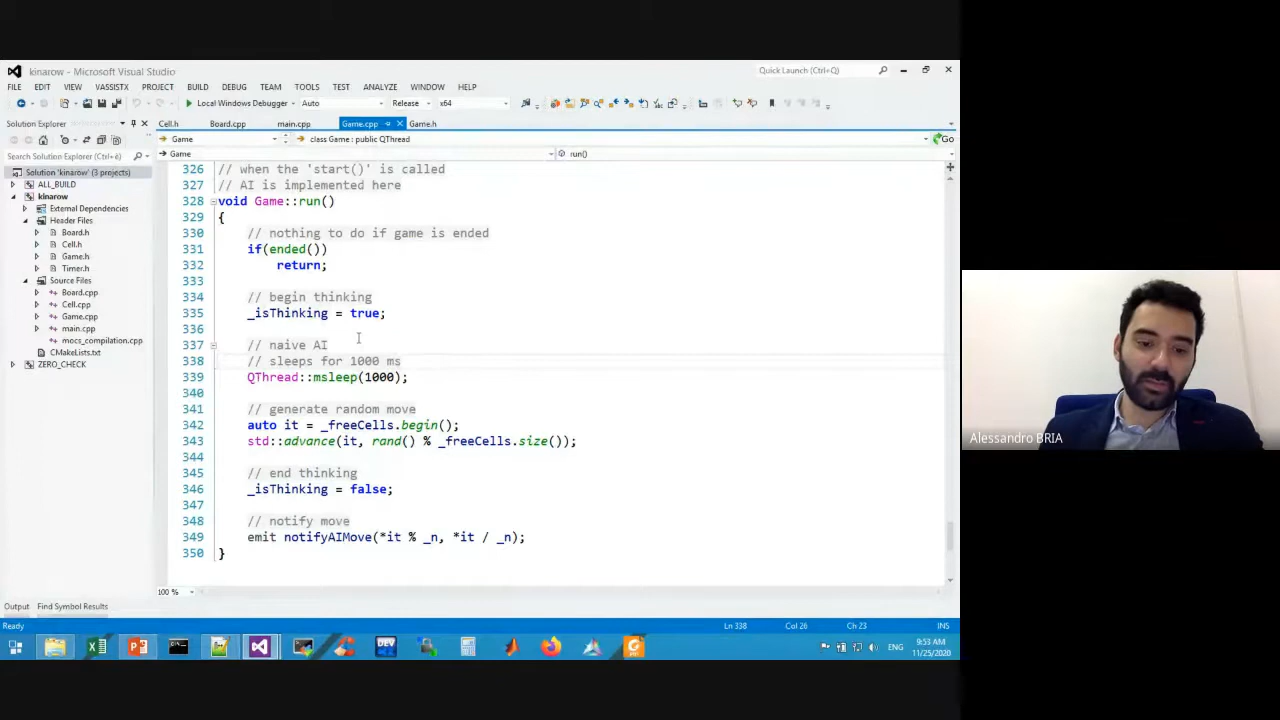 kinarow - Microsoft Visual Studio
Quick Launch (Ctrl+Q)
FILE EDIT VIEW VASSISTX PROJECT BUILD DEBUG TEAM TOOLS TEST ANALYZE WINDOW HELP
Local Windows Debugger Auto Release x64
Solution Explorer
Cell.h Board.cpp main.cpp Game.cpp Game.h
Game class Game : public QThread Go
Search Solution Explorer (Ctrl+è)
Game run()
Solution 'kinarow' (3 projects)
ALL_BUILD
kinarow
External Dependencies
Header Files
Board.h
Cell.h
Game.h
Timer.h
Source Files
Board.cpp
Cell.cpp
Game.cpp
main.cpp
mocs_compilation.cpp
CMakeLists.txt
ZERO_CHECK
326 // when the 'start()' is called
327 // AI is implemented here
328 void Game::run()
329 {
330 // nothing to do if game is ended
331 if(ended())
332 return;
333
334 // begin thinking
335 _isThinking = true;
336
337 // naive AI
338 // sleeps for 1000 ms
339 QThread::msleep(1000);
340
341 // generate random move
342 auto it = _freeCells.begin();
343 std::advance(it, rand() % _freeCells.size());
344
345 // end thinking
346 _isThinking = false;
347
348 // notify move
349 emit notifyAIMove(*it % _n, *it / _n);
350 }
100 %
Output Find Symbol Results
Ready Ln 338 Col 26 Ch 23 INS
DEV
ENG
9:53 AM
11/25/2020
Alessandro BRIA